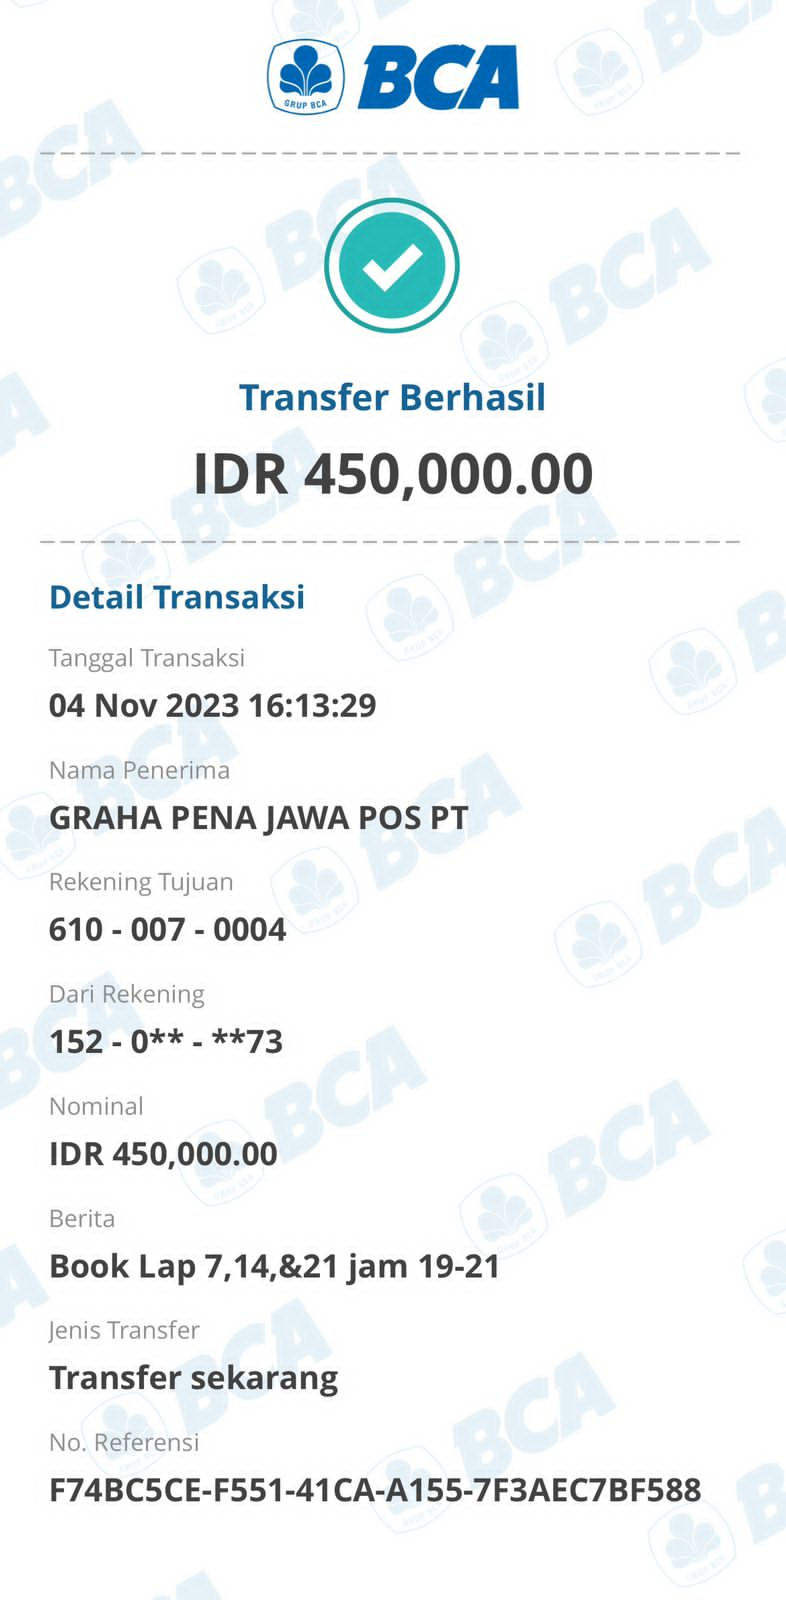 GRUP BCA
BCA
Transfer Berhasil
IDR 450,000.00
Detail Transaksi
Tanggal Transaksi
04 Nov 2023 16:13:29
Nama Penerima
GRAHA PENA JAWA POS PT
Rekening Tujuan
610 - 007 - 0004
Dari Rekening
152 - 0** - **73
Nominal
IDR 450,000.00
Berita
Book Lap 7,14,&21 jam 19-21
Jenis Transfer
Transfer sekarang
No. Referensi
F74BC5CE-F551-41CA-A155-7F3AEC7BF588